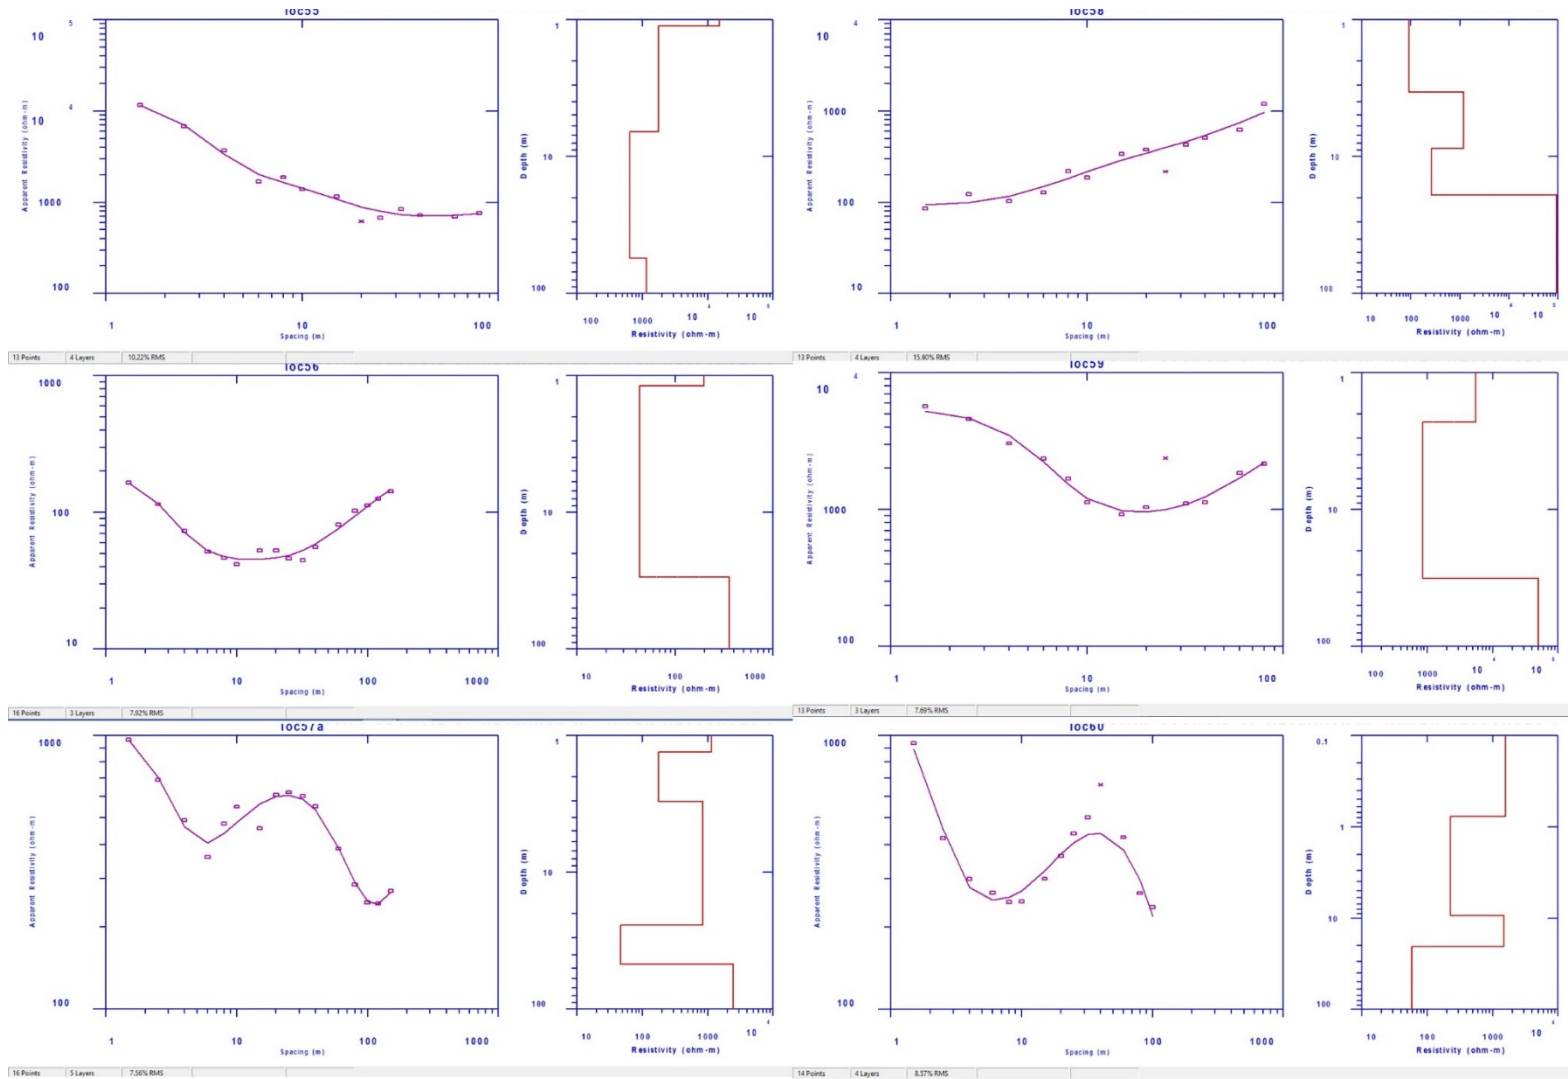 loc55
10 5
10 4
1000
100
Apparent Resistivity (ohm-m)
1 10 100
Spacing (m)
1
10
100
Depth (m)
100 1000 10 4 10 5
Resistivity (ohm-m)
13 Points 4 Layers 10.22% RMS
loc58
10 4
1000
100
10
Apparent Resistivity (ohm-m)
1 10 100
Spacing (m)
1
10
100
Depth (m)
10 100 1000 10 4 10 5
Resistivity (ohm-m)
13 Points 4 Layers 15.90% RMS
loc56
1000
100
10
Apparent Resistivity (ohm-m)
1 10 100 1000
Spacing (m)
1
10
100
Depth (m)
10 100 1000
Resistivity (ohm-m)
16 Points 3 Layers 7.92% RMS
loc59
10 4
1000
100
Apparent Resistivity (ohm-m)
1 10 100
Spacing (m)
1
10
100
Depth (m)
100 1000 10 4 10 5
Resistivity (ohm-m)
13 Points 3 Layers 7.69% RMS
loc57a
1000
100
Apparent Resistivity (ohm-m)
1 10 100 1000
Spacing (m)
1
10
100
Depth (m)
10 100 1000 10 4
Resistivity (ohm-m)
16 Points 5 Layers 7.56% RMS
loc60
1000
100
Apparent Resistivity (ohm-m)
1 10 100 1000
Spacing (m)
0.1
1
10
100
Depth (m)
10 100 1000 10 4
Resistivity (ohm-m)
14 Points 4 Layers 8.57% RMS